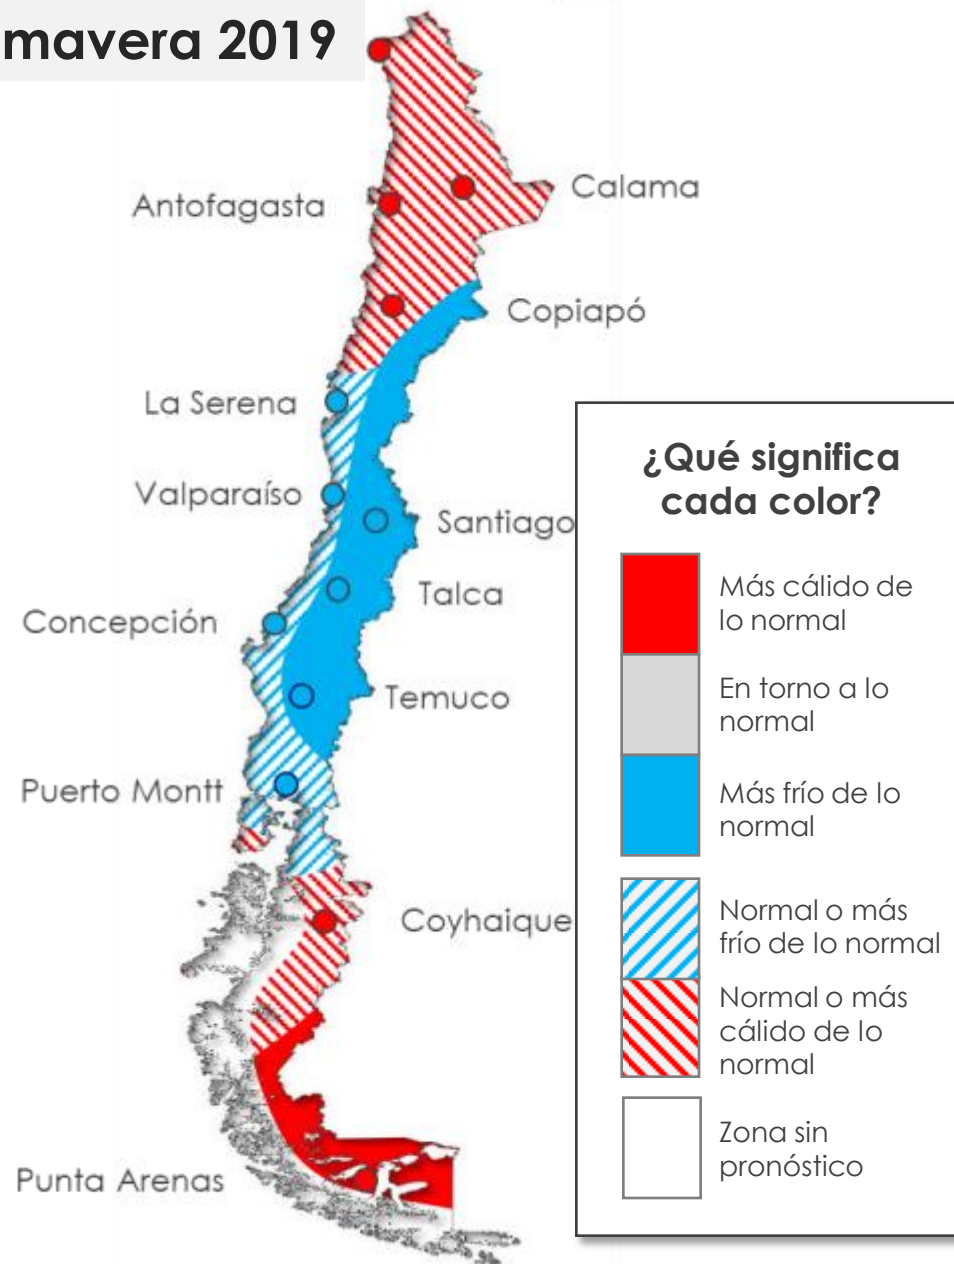 mavera 2019
Calama
Antofagasta
Copiapó
La Serena
Valparaíso
Santiago
Talca
Concepción
Temuco
Puerto Montt
Coyhaique
Punta Arenas
¿Qué significa
cada color?
Más cálido de
lo normal
En torno a lo
normal
Más frío de lo
normal
Normal o más
frío de lo normal
Normal o más
cálido de lo
normal
Zona sin
pronóstico